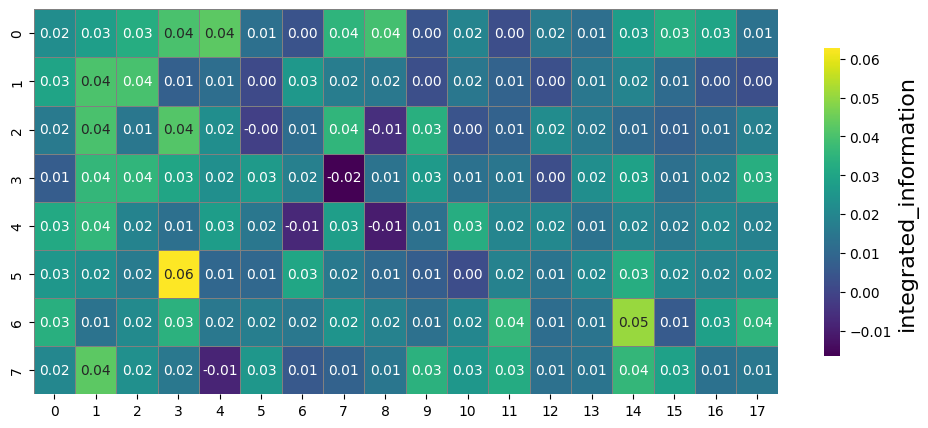 0 0.02 0.03 0.03 0.04 0.04 0.01 0.00 0.04 0.04 0.00 0.02 0.00 0.02 0.01 0.03 0.03 0.03 0.01
1 0.03 0.04 0.04 0.01 0.01 0.00 0.03 0.02 0.02 0.00 0.02 0.01 0.00 0.01 0.02 0.01 0.00 0.00
2 0.02 0.04 0.01 0.04 0.02 -0.00 0.01 0.04 -0.01 0.03 0.00 0.01 0.02 0.02 0.01 0.01 0.01 0.02
3 0.01 0.04 0.04 0.03 0.02 0.03 0.02 -0.02 0.01 0.03 0.01 0.01 0.00 0.02 0.03 0.01 0.02 0.03
4 0.03 0.04 0.02 0.01 0.03 0.02 -0.01 0.03 -0.01 0.01 0.03 0.02 0.02 0.01 0.02 0.02 0.02 0.02
5 0.03 0.02 0.02 0.06 0.01 0.01 0.03 0.02 0.01 0.01 0.00 0.02 0.02 0.01 0.03 0.02 0.02 0.02
6 0.03 0.01 0.02 0.03 0.02 0.02 0.02 0.02 0.02 0.01 0.02 0.04 0.01 0.01 0.05 0.01 0.03 0.04
7 0.02 0.04 0.02 0.02 -0.01 0.03 0.01 0.01 0.01 0.03 0.03 0.03 0.01 0.01 0.04 0.03 0.01 0.01
0 1 2 3 4 5 6 7 8 9 10 11 12 13 14 15 16 17
0.06
0.05
0.04
0.03
0.02
0.01
0.00
−0.01
integrated_information